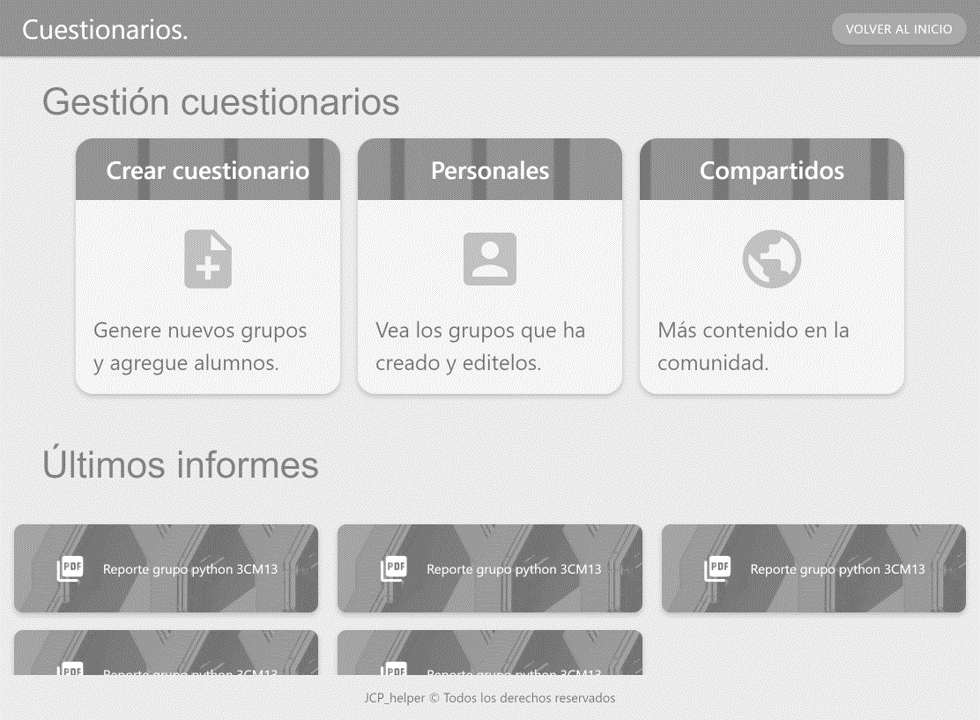 Cuestionarios.
VOLVER AL INICIO
Gestión cuestionarios
Crear cuestionario
Personales
Compartidos
Genere nuevos grupos
y agregue alumnos.
Vea los grupos que ha
creado y editelos.
Más contenido en la
comunidad.
Últimos informes
PDF
Reporte grupo python 3CM13
PDF
Reporte grupo python 3CM13
PDF
Reporte grupo python 3CM13
PDF
Reporte grupo python 3CM13
PDF
Reporte grupo python 3CM13
JCP_helper © Todos los derechos reservados